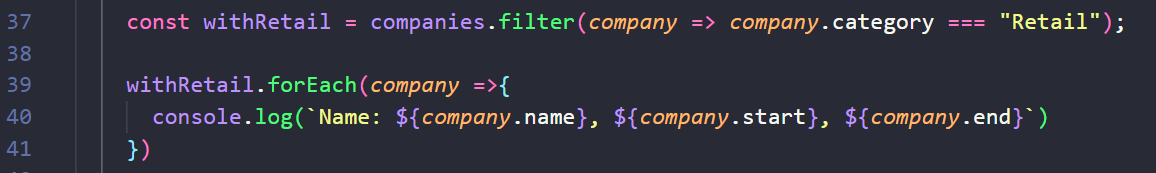 37 const withRetail = companies.filter(company => company.category === "Retail");
38
39 withRetail.forEach(company =>{
40 console.log(`Name: ${company.name}, ${company.start}, ${company.end}`)
41 })